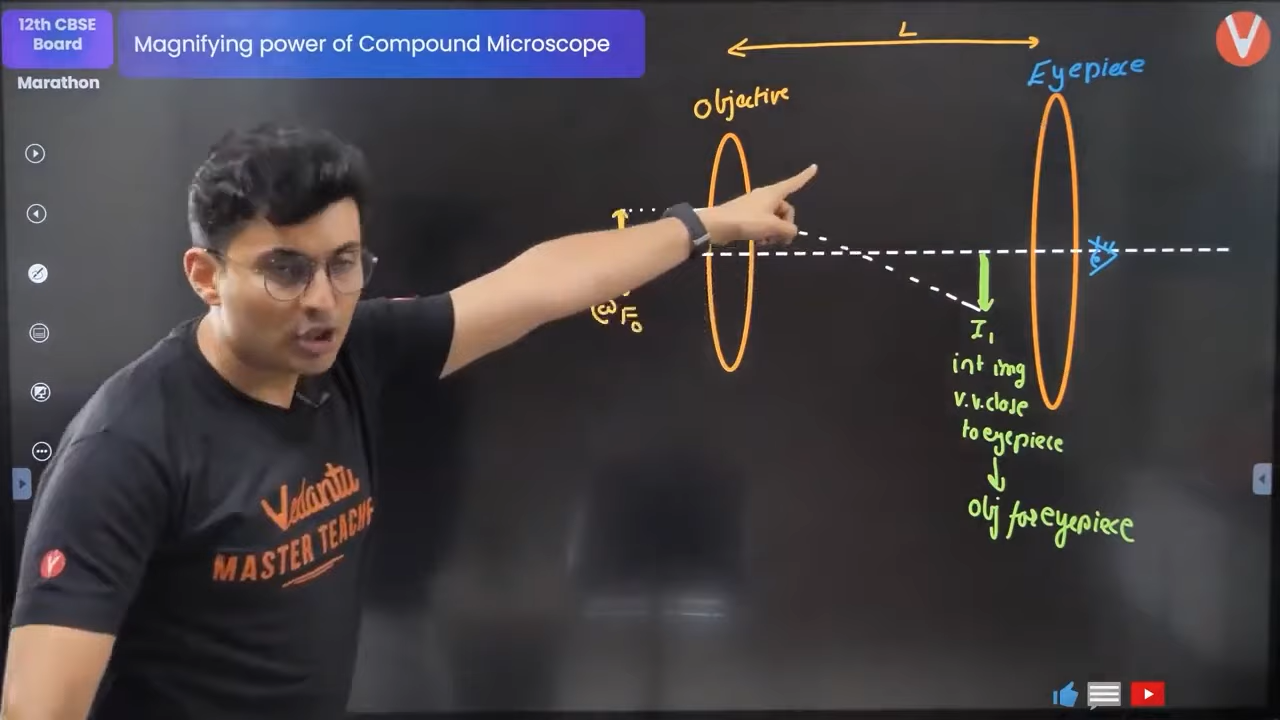 12th CBSE
Board
Marathon
Magnifying power of Compound Microscope
L
Objective
Eyepiece
@ F₀
I₁
int img
v.v.close
to eyepiece
↓
Obj for eyepiece
Vedantu
MASTER TEACHE